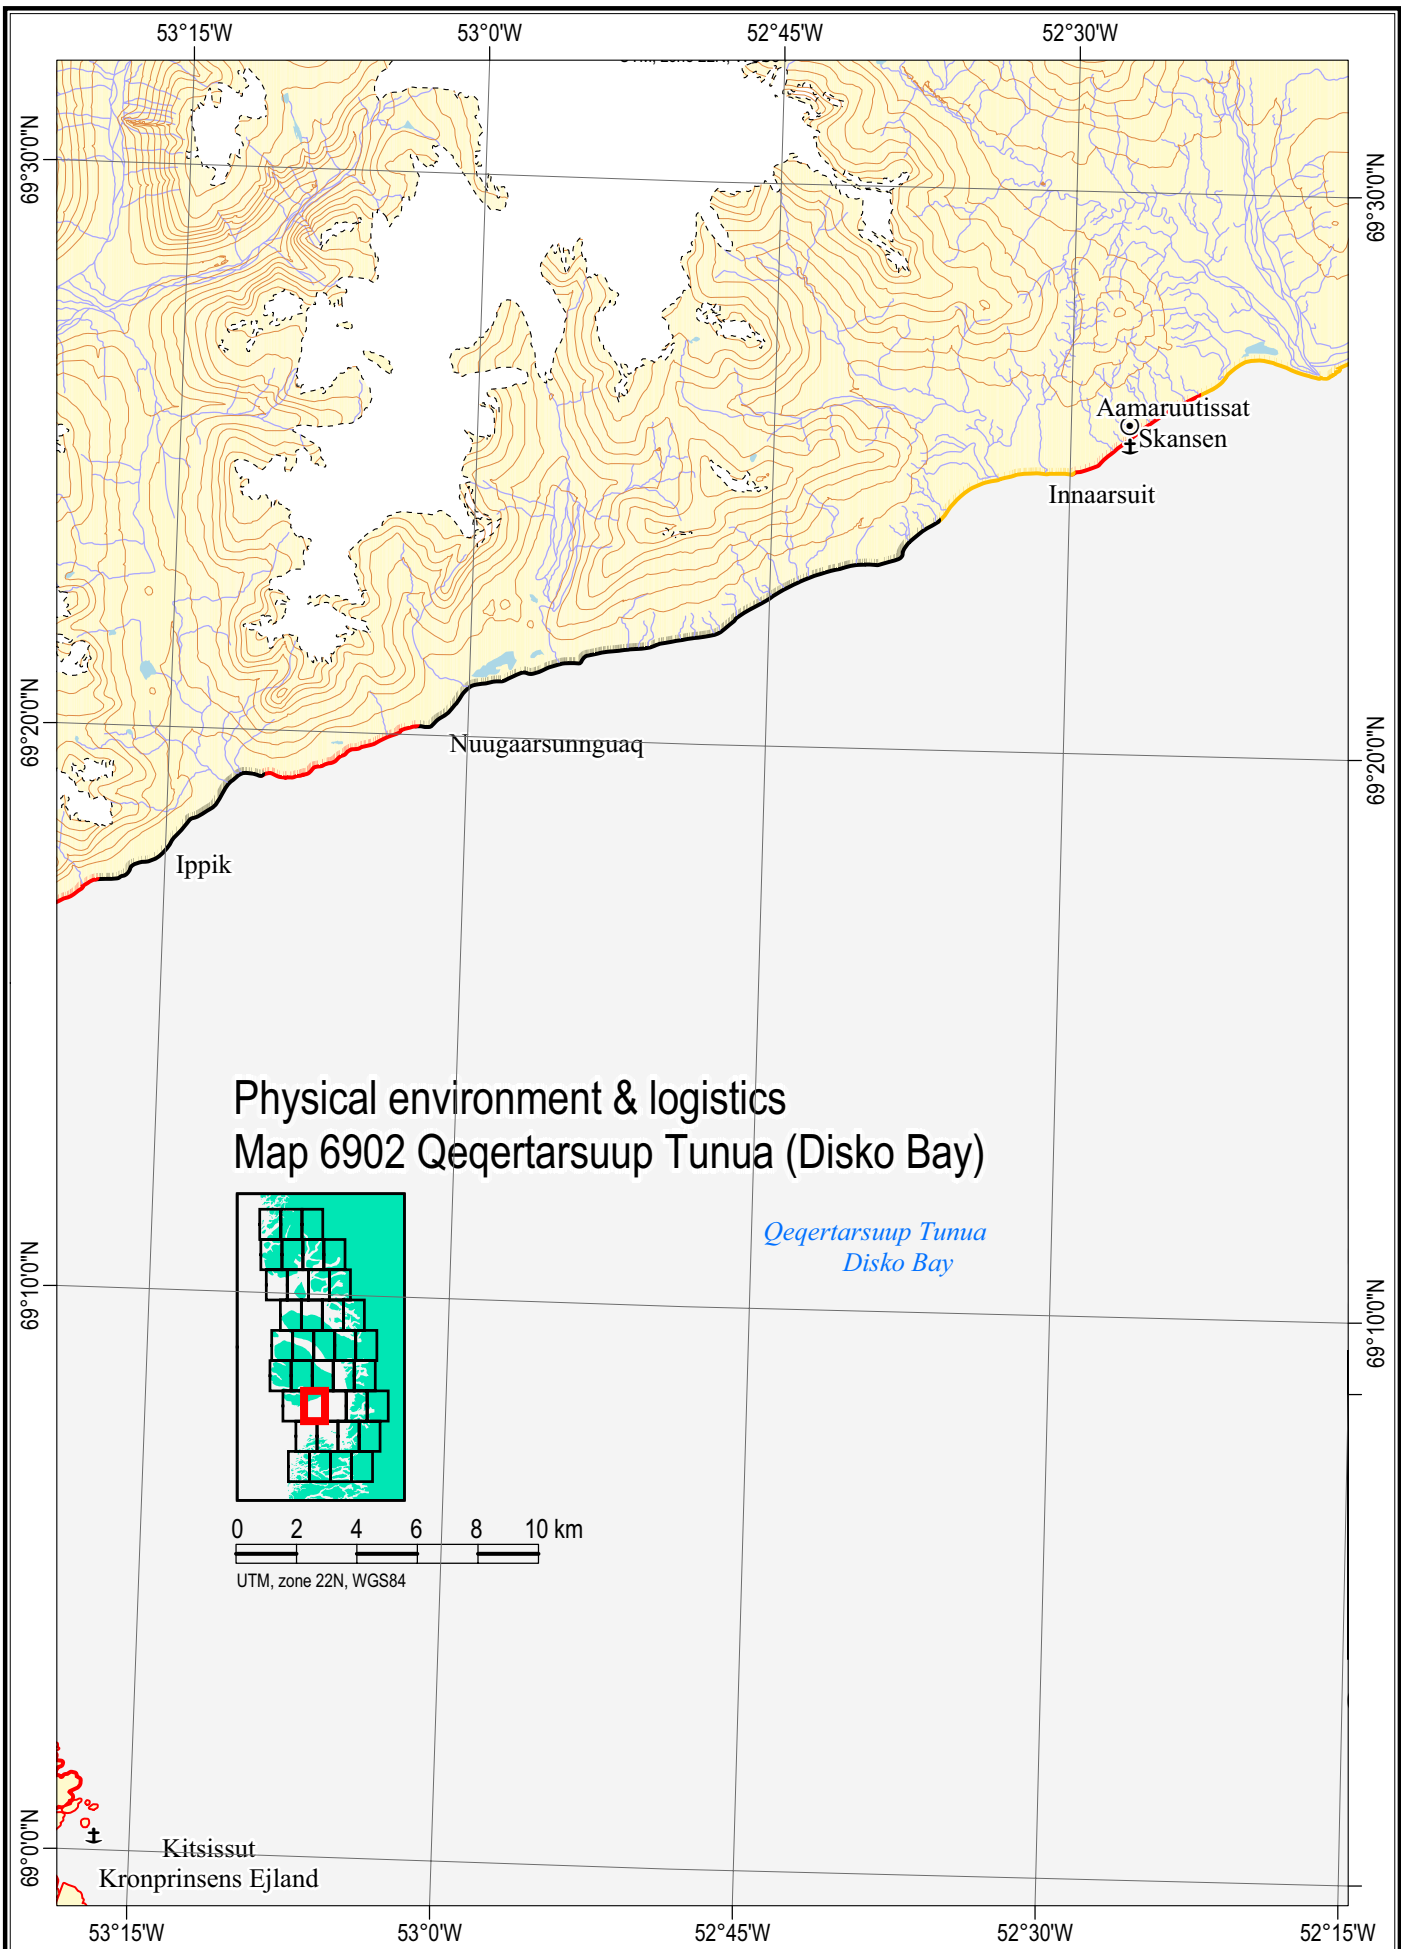 53°15'W 53°0'W 52°45'W 52°30'W
69°30'0"N
69°30'0"N
Aamaruutissat
Skansen
Innaarsuit
69°20'0"N
Nuugaarsunnguaq
69°20'0"N
Ippik
Physical environment & logistics
Map 6902 Qeqertarsuup Tunua (Disko Bay)
Qeqertarsuup Tunua
Disko Bay
69°10'0"N
69°10'0"N
0 2 4 6 8 10 km
UTM, zone 22N, WGS84
69°0'0"N
Kitsissut
Kronprinsens Ejland
53°15'W 53°0'W 52°45'W 52°30'W 52°15'W